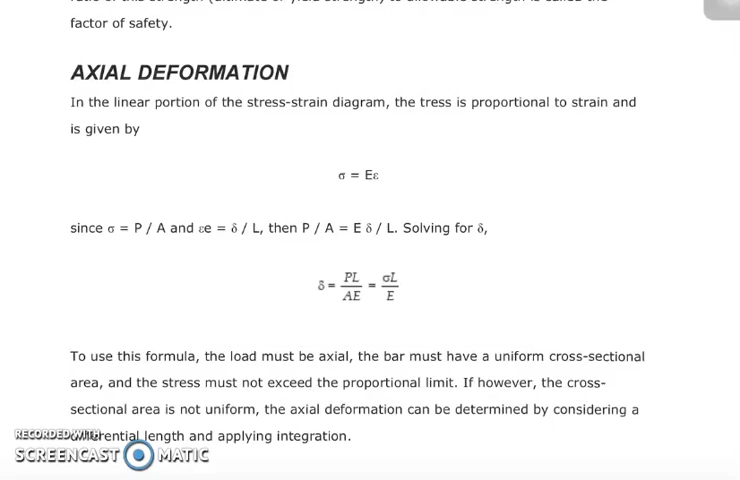 factor of safety.
AXIAL DEFORMATION
In the linear portion of the stress-strain diagram, the tress is proportional to strain and
is given by
σ = Eε
since σ = P / A and εe = δ / L, then P / A = E δ / L. Solving for δ,
δ = PL/AE = σL/E
To use this formula, the load must be axial, the bar must have a uniform cross-sectional
area, and the stress must not exceed the proportional limit. If however, the cross-
sectional area is not uniform, the axial deformation can be determined by considering a
differential length and applying integration.
RECORDED WITH
SCREENCAST MATIC